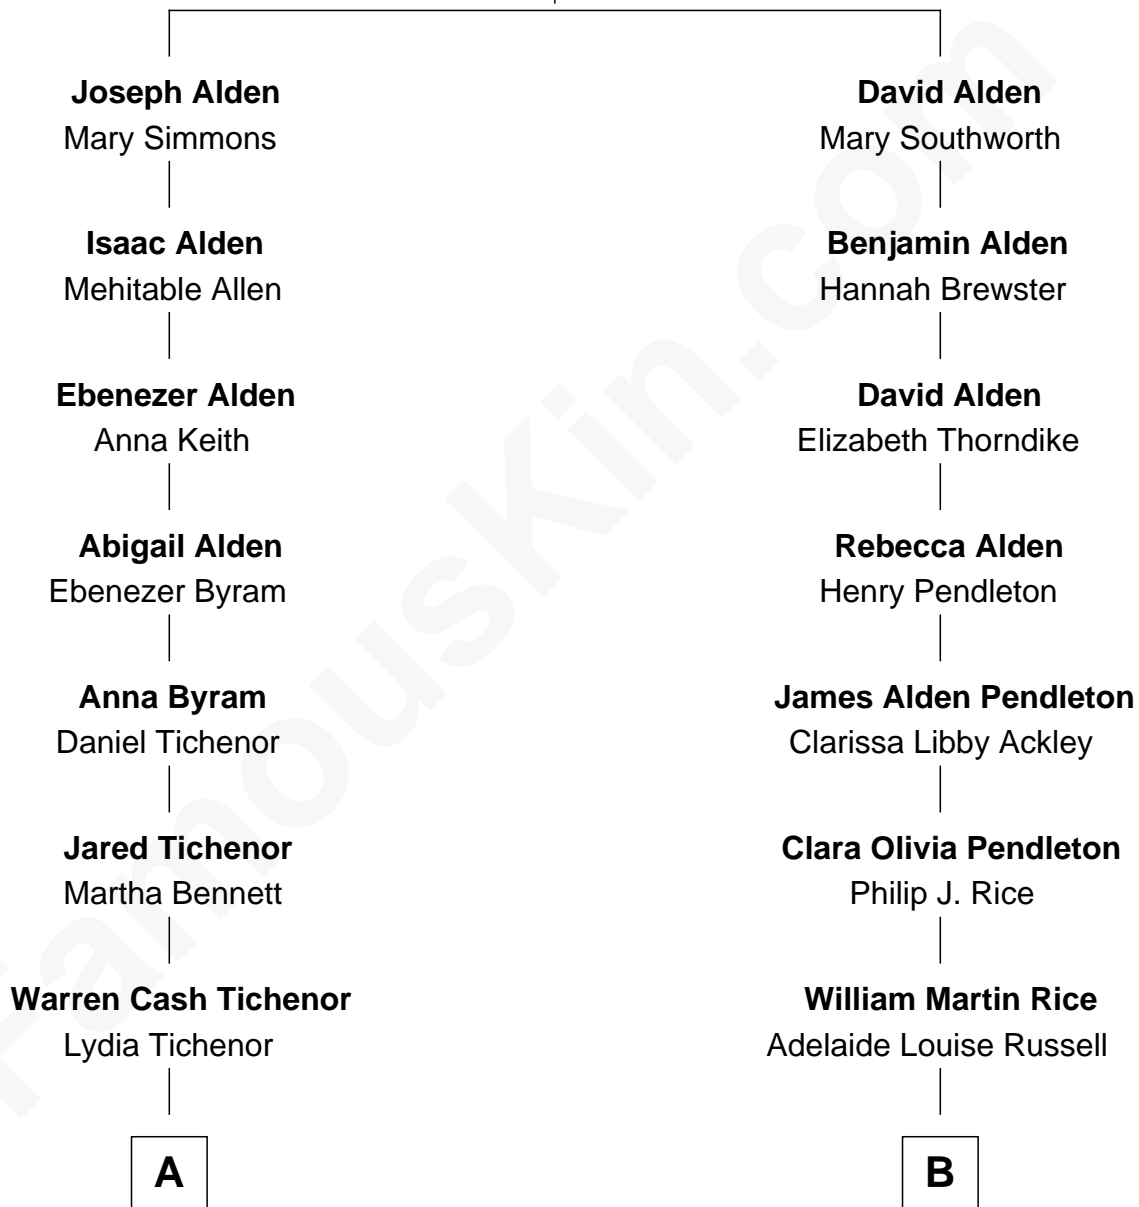 Joseph Alden
Mary Simmons
Isaac Alden
Mehitable Allen
Ebenezer Alden
Anna Keith
Abigail Alden
Ebenezer Byram
Anna Byram
Daniel Tichenor
Jared Tichenor
Martha Bennett
Warren Cash Tichenor
Lydia Tichenor
A
David Alden
Mary Southworth
Benjamin Alden
Hannah Brewster
David Alden
Elizabeth Thorndike
Rebecca Alden
Henry Pendleton
James Alden Pendleton
Clarissa Libby Ackley
Clara Olivia Pendleton
Philip J. Rice
William Martin Rice
Adelaide Louise Russell
B
FamousKin.com